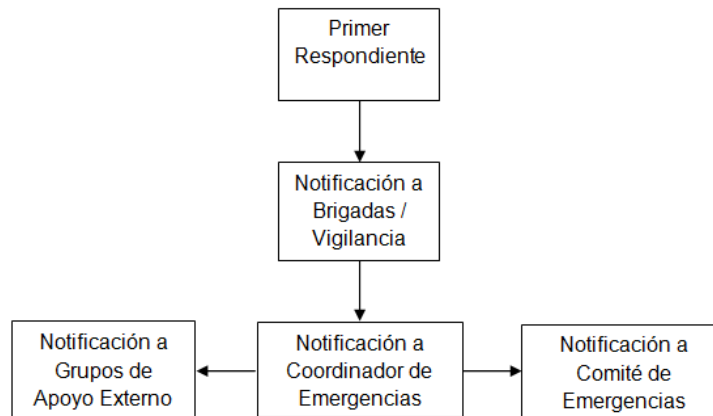 Primer
Respondiente
Notificación a
Brigadas /
Vigilancia
Notificación a
Grupos de
Apoyo Externo
Notificación a
Coordinador de
Emergencias
Notificación a
Comité de
Emergencias